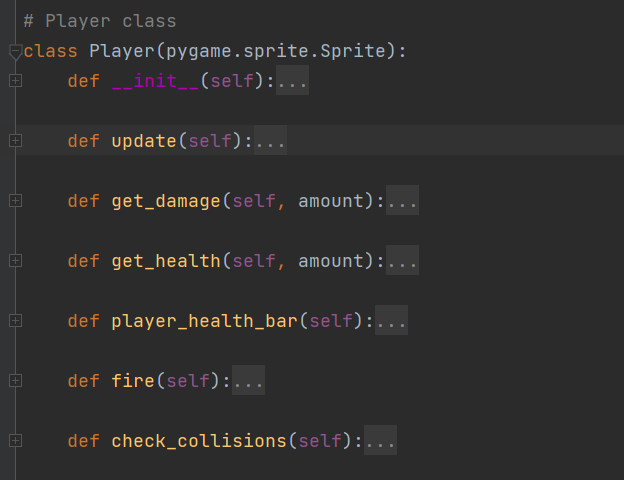 # Player class
class Player(pygame.sprite.Sprite):
def __init__(self):...
def update(self):...
def get_damage(self, amount):...
def get_health(self, amount):...
def player_health_bar(self):...
def fire(self):...
def check_collisions(self):...